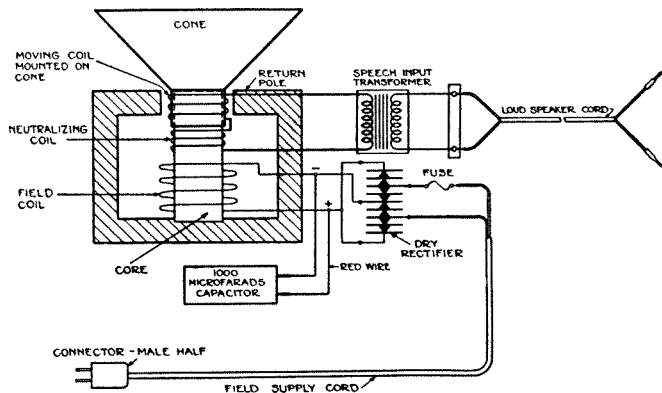 CONE
MOVING COIL
MOUNTED ON
CONE
RETURN
POLE
SPEECH INPUT
TRANSFORMER
LOUD SPEAKER CORD
NEUTRALIZING
COIL
FUSE
FIELD
COIL
−
+
DRY
RECTIFIER
CORE
RED WIRE
1000
MICROFARADS
CAPACITOR
CONNECTOR - MALE HALF
FIELD SUPPLY CORD